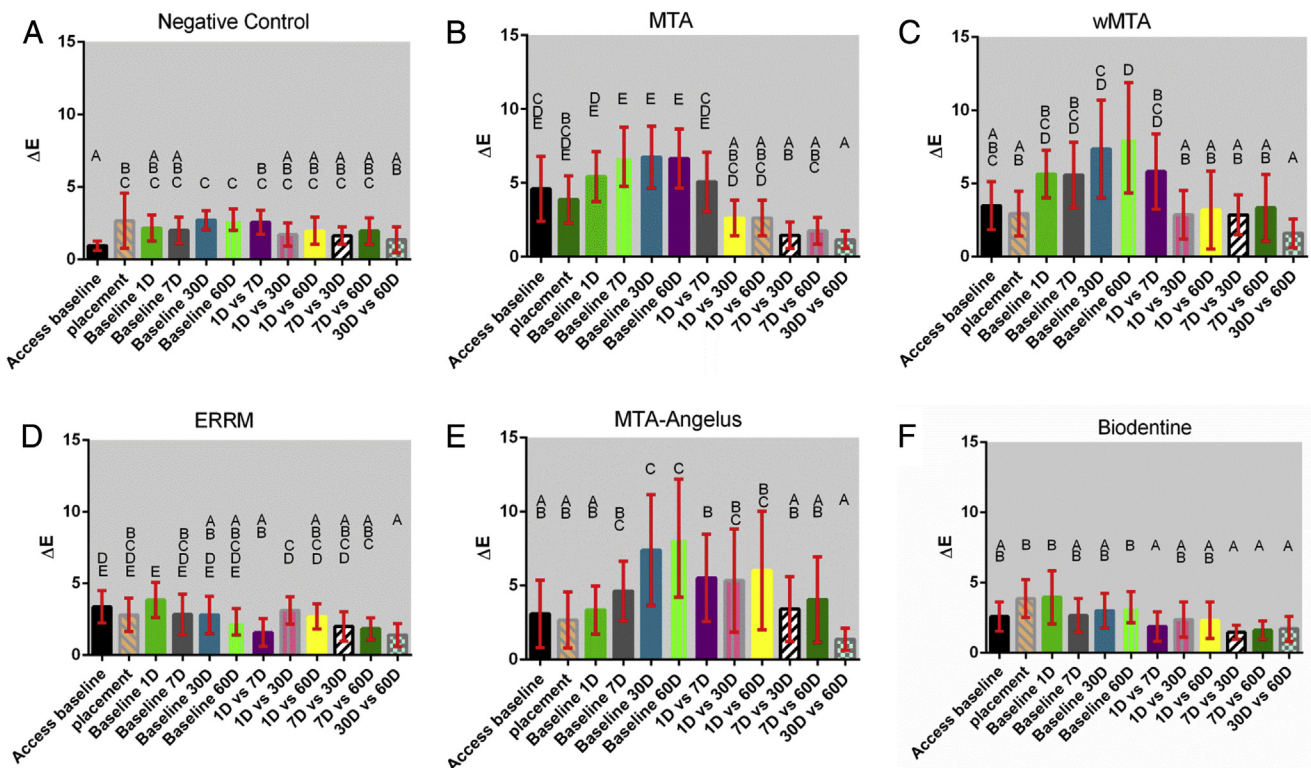 A
Negative Control
15
10
5
0
ΔE
A
B
C
A
B
C
A
B
C
C
C
B
C
A
B
C
A
B
C
A
B
C
A
B
C
A
B
Access baseline
placement
Baseline 1D
Baseline 7D
Baseline 30D
Baseline 60D
1D vs 7D
1D vs 30D
1D vs 60D
7D vs 30D
7D vs 60D
30D vs 60D
B
MTA
15
10
5
0
ΔE
C
D
E
B
C
D
E
D
E
E
E
E
C
D
E
A
B
C
D
A
B
C
D
A
B
A
B
C
A
Access baseline
placement
Baseline 1D
Baseline 7D
Baseline 30D
Baseline 60D
1D vs 7D
1D vs 30D
1D vs 60D
7D vs 30D
7D vs 60D
30D vs 60D
C
wMTA
15
10
5
0
ΔE
A
B
C
A
B
B
C
D
B
C
D
C
D
D
B
C
D
A
B
A
B
A
B
A
B
A
Access baseline
placement
Baseline 1D
Baseline 7D
Baseline 30D
Baseline 60D
1D vs 7D
1D vs 30D
1D vs 60D
7D vs 30D
7D vs 60D
30D vs 60D
D
ERRM
15
10
5
0
ΔE
D
E
B
C
D
E
E
B
C
D
E
A
B
D
E
A
B
C
D
E
A
B
C
D
A
B
C
D
A
B
C
D
A
B
C
A
Access baseline
placement
Baseline 1D
Baseline 7D
Baseline 30D
Baseline 60D
1D vs 7D
1D vs 30D
1D vs 60D
7D vs 30D
7D vs 60D
30D vs 60D
E
MTA-Angelus
15
10
5
0
ΔE
A
B
A
B
A
B
B
C
C
C
B
B
C
B
C
A
B
A
B
A
Access baseline
placement
Baseline 1D
Baseline 7D
Baseline 30D
Baseline 60D
1D vs 7D
1D vs 30D
1D vs 60D
7D vs 30D
7D vs 60D
30D vs 60D
F
Biodentine
15
10
5
0
ΔE
A
B
B
B
A
B
A
B
B
A
A
B
A
B
A
A
A
Access baseline
placement
Baseline 1D
Baseline 7D
Baseline 30D
Baseline 60D
1D vs 7D
1D vs 30D
1D vs 60D
7D vs 30D
7D vs 60D
30D vs 60D